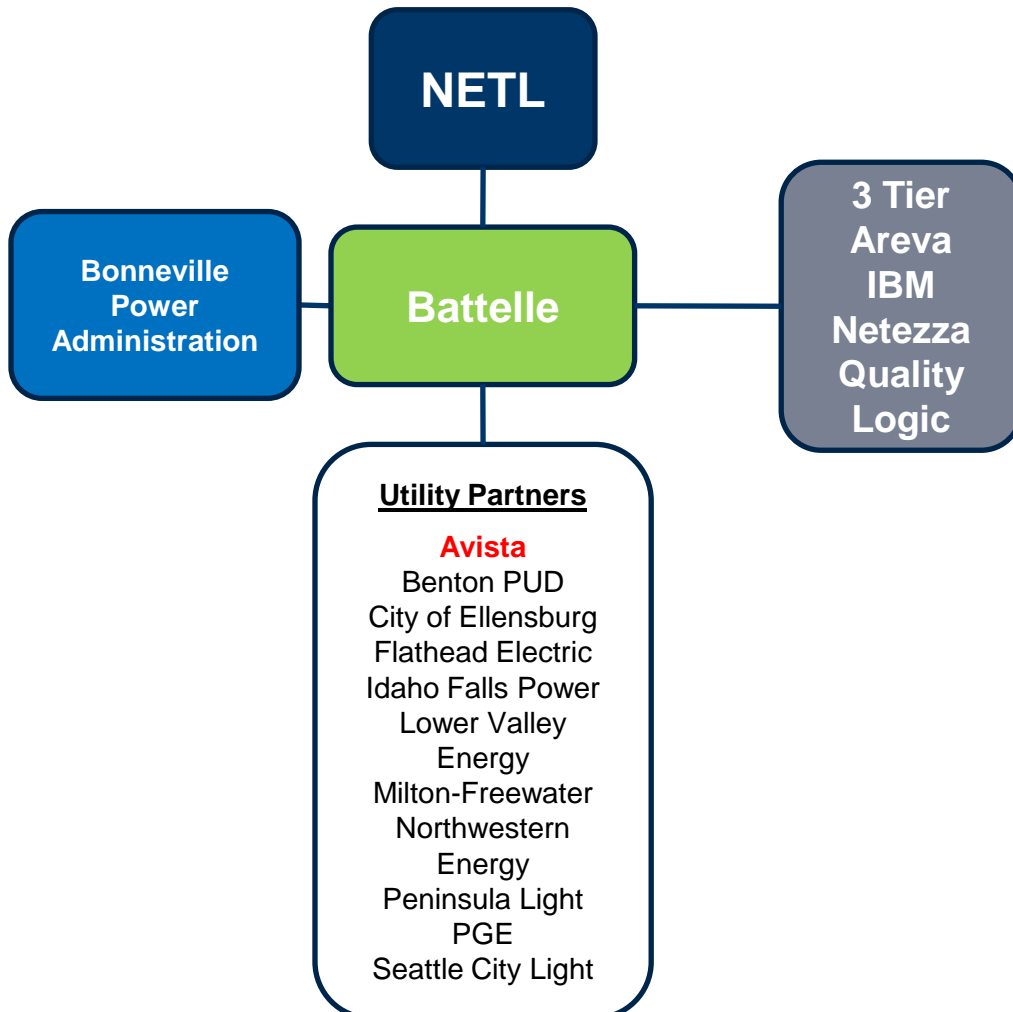 NETL
Bonneville
Power
Administration
Battelle
3 Tier
Areva
IBM
Netezza
Quality
Logic
Utility Partners
Avista
Benton PUD
City of Ellensburg
Flathead Electric
Idaho Falls Power
Lower Valley
Energy
Milton-Freewater
Northwestern
Energy
Peninsula Light
PGE
Seattle City Light